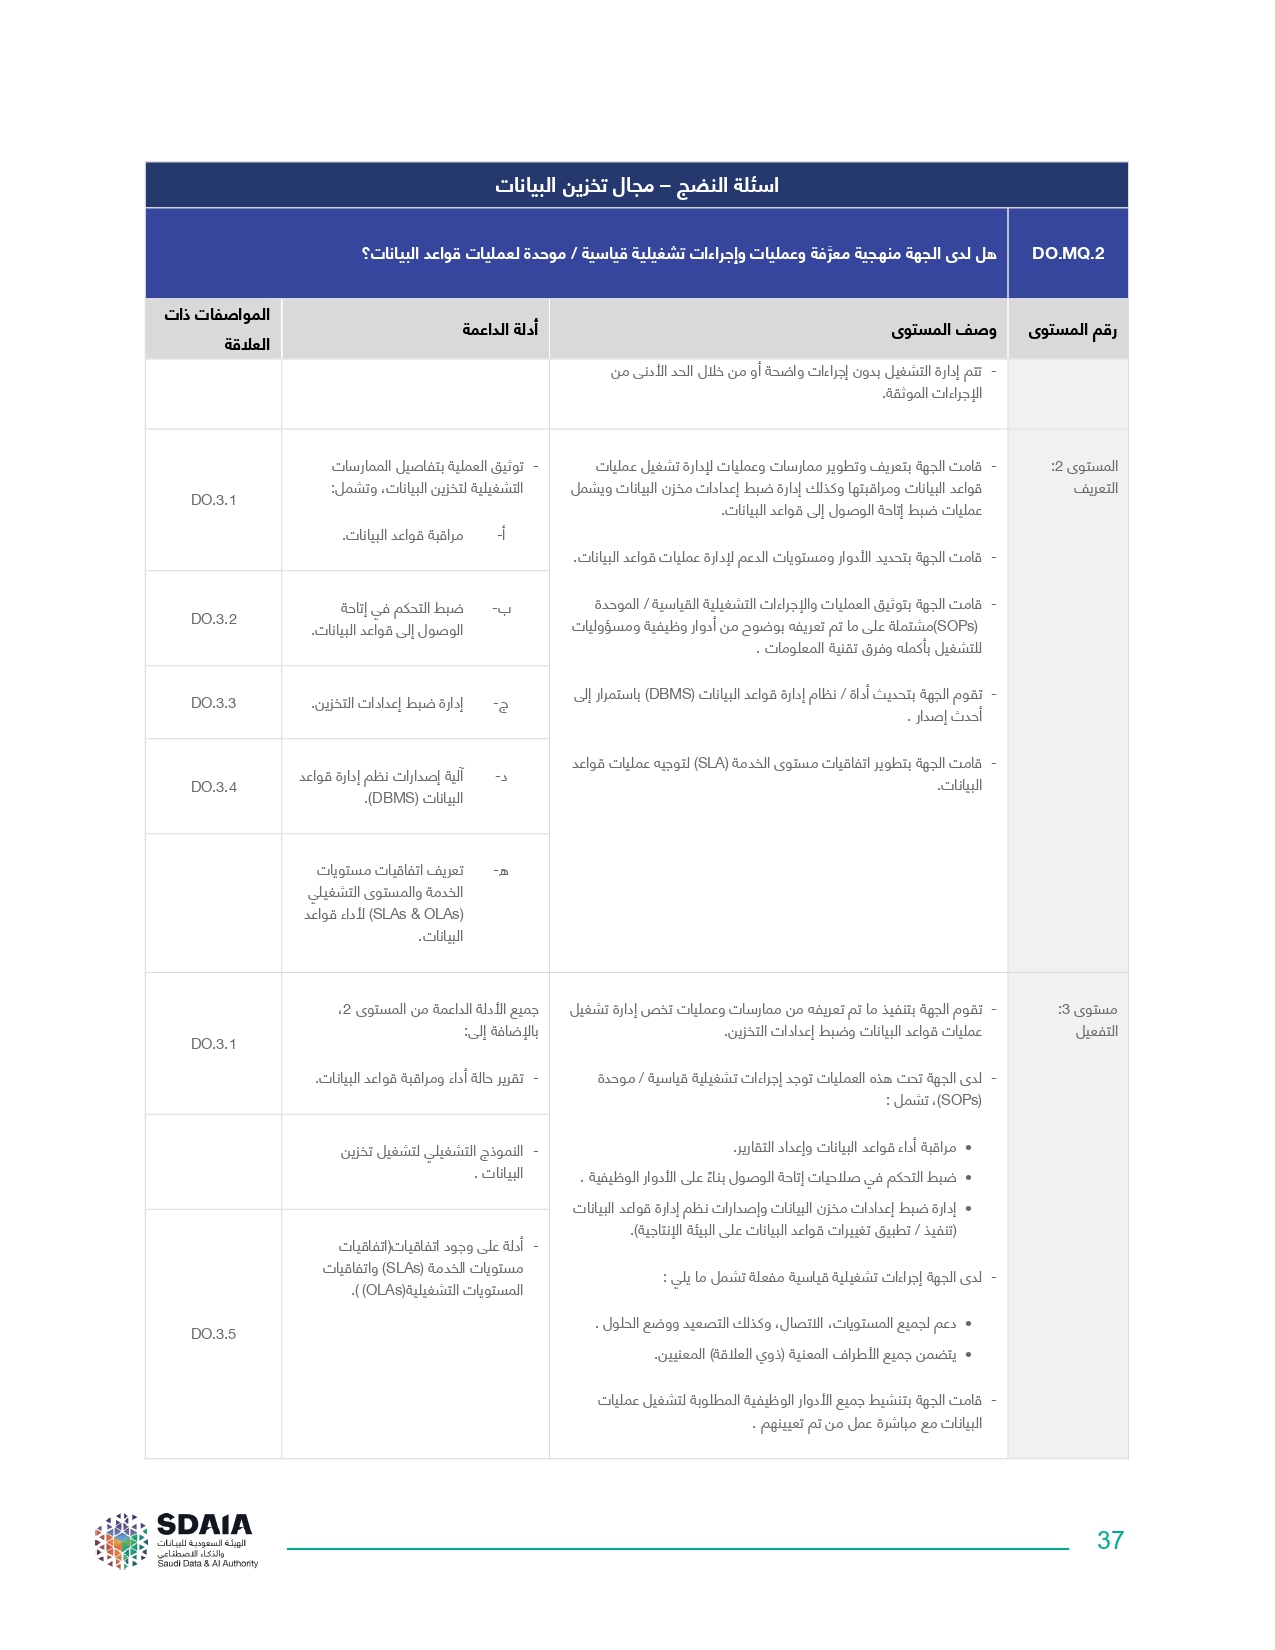 اسئلة النضج – مجال تخزين البيانات
DO.MQ.2
هل لدى الجهة منهجية معرَّفة وعمليات وإجراءات تشغيلية قياسية / موحدة لعمليات قواعد البيانات؟
رقم المستوى
وصف المستوى
أدلة الداعمة
المواصفات ذات
العلاقة
- تتم إدارة التشغيل بدون إجراءات واضحة أو من خلال الحد الأدنى من
الإجراءات الموثقة.
المستوى 2:
التعريف
- قامت الجهة بتعريف وتطوير ممارسات وعمليات لإدارة تشغيل عمليات
قواعد البيانات ومراقبتها وكذلك إدارة ضبط إعدادات مخزن البيانات ويشمل
عمليات ضبط إتاحة الوصول إلى قواعد البيانات.
- قامت الجهة بتحديد الأدوار ومستويات الدعم لإدارة عمليات قواعد البيانات.
- قامت الجهة بتوثيق العمليات والإجراءات التشغيلية القياسية / الموحدة
(SOPs)مشتملة على ما تم تعريفه بوضوح من أدوار وظيفية ومسؤوليات
للتشغيل بأكمله وفرق تقنية المعلومات .
- تقوم الجهة بتحديث أداة / نظام إدارة قواعد البيانات (DBMS) باستمرار إلى
أحدث إصدار .
- قامت الجهة بتطوير اتفاقيات مستوى الخدمة (SLA) لتوجيه عمليات قواعد
البيانات.
- توثيق العملية بتفاصيل الممارسات
التشغيلية لتخزين البيانات، وتشمل:
أ- مراقبة قواعد البيانات.
DO.3.1
ب- ضبط التحكم في إتاحة
الوصول إلى قواعد البيانات.
DO.3.2
ج- إدارة ضبط إعدادات التخزين.
DO.3.3
د- آلية إصدارات نظم إدارة قواعد
البيانات (DBMS).
DO.3.4
ه- تعريف اتفاقيات مستويات
الخدمة والمستوى التشغيلي
(SLAs & OLAs) لأداء قواعد
البيانات.
مستوى 3:
التفعيل
- تقوم الجهة بتنفيذ ما تم تعريفه من ممارسات وعمليات تخص إدارة تشغيل
عمليات قواعد البيانات وضبط إعدادات التخزين.
- لدى الجهة تحت هذه العمليات توجد إجراءات تشغيلية قياسية / موحدة
(SOPs)، تشمل :
• مراقبة أداء قواعد البيانات وإعداد التقارير.
• ضبط التحكم في صلاحيات إتاحة الوصول بناءً على الأدوار الوظيفية .
• إدارة ضبط إعدادات مخزن البيانات وإصدارات نظم إدارة قواعد البيانات
(تنفيذ / تطبيق تغييرات قواعد البيانات على البيئة الإنتاجية).
- لدى الجهة إجراءات تشغيلية قياسية مفعلة تشمل ما يلي :
• دعم لجميع المستويات، الاتصال، وكذلك التصعيد ووضع الحلول .
• يتضمن جميع الأطراف المعنية (ذوي العلاقة) المعنيين.
- قامت الجهة بتنشيط جميع الأدوار الوظيفية المطلوبة لتشغيل عمليات
البيانات مع مباشرة عمل من تم تعيينهم .
جميع الأدلة الداعمة من المستوى 2،
بالإضافة إلى:
- تقرير حالة أداء ومراقبة قواعد البيانات.
DO.3.1
- النموذج التشغيلي لتشغيل تخزين
البيانات .
- أدلة على وجود اتفاقيات(اتفاقيات
مستويات الخدمة (SLAs) واتفاقيات
المستويات التشغيلية(OLAs) ).
DO.3.5
SDAIA
الهيئة السعودية للبيانات
والذكاء الاصطناعي
Saudi Data & AI Authority
37